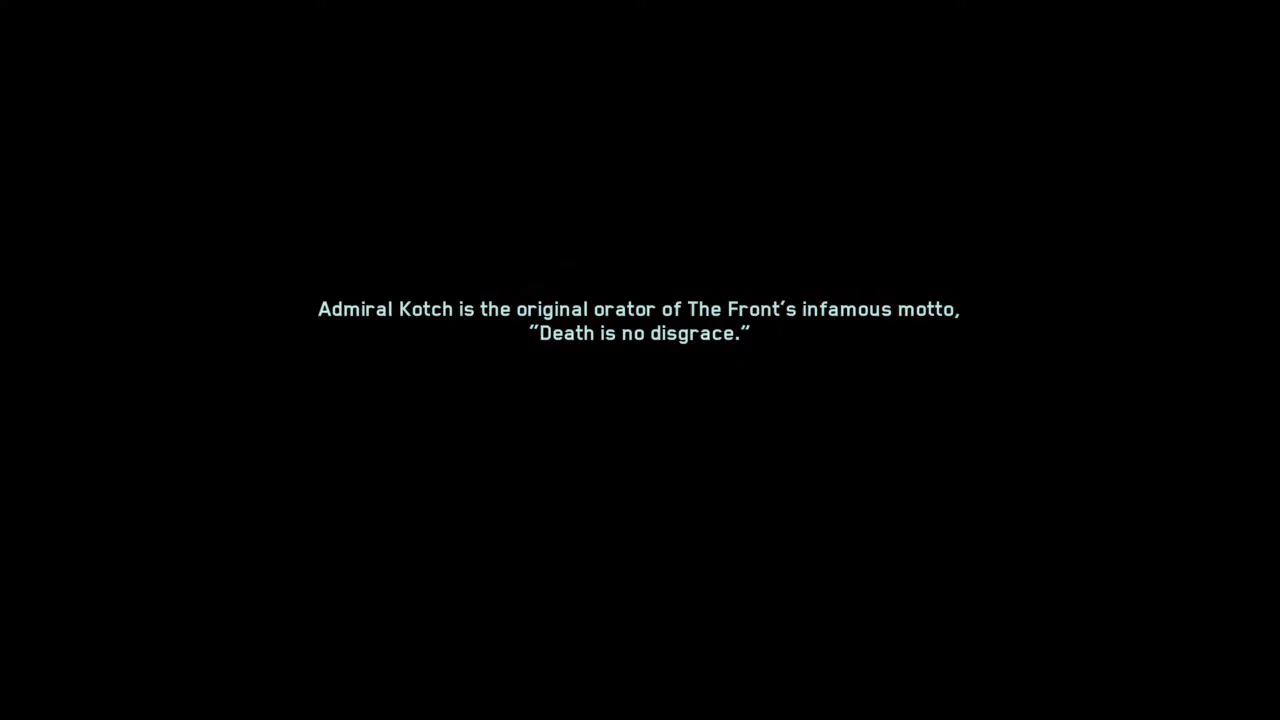 Admiral Kotch is the original orator of The Front's infamous motto,
“Death is no disgrace.”